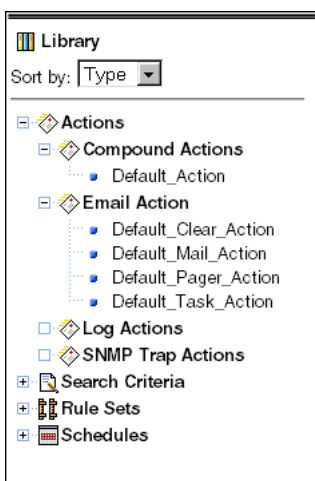 Library
Sort by: Type
Actions
Compound Actions
Default_Action
Email Action
Default_Clear_Action
Default_Mail_Action
Default_Pager_Action
Default_Task_Action
Log Actions
SNMP Trap Actions
Search Criteria
Rule Sets
Schedules